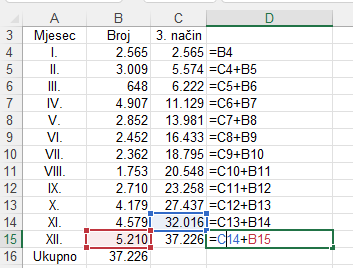 A B C D
3 Mjesec Broj 3. način
4 I. 2.565 2.565 =B4
5 II. 3.009 5.574 =C4+B5
6 III. 648 6.222 =C5+B6
7 IV. 4.907 11.129 =C6+B7
8 V. 2.852 13.981 =C7+B8
9 VI. 2.452 16.433 =C8+B9
10 VII. 2.362 18.795 =C9+B10
11 VIII. 1.753 20.548 =C10+B11
12 IX. 2.710 23.258 =C11+B12
13 X. 4.179 27.437 =C12+B13
14 XI. 4.579 32.016 =C13+B14
15 XII. 5.210 37.226 =C14+B15
16 Ukupno 37.226